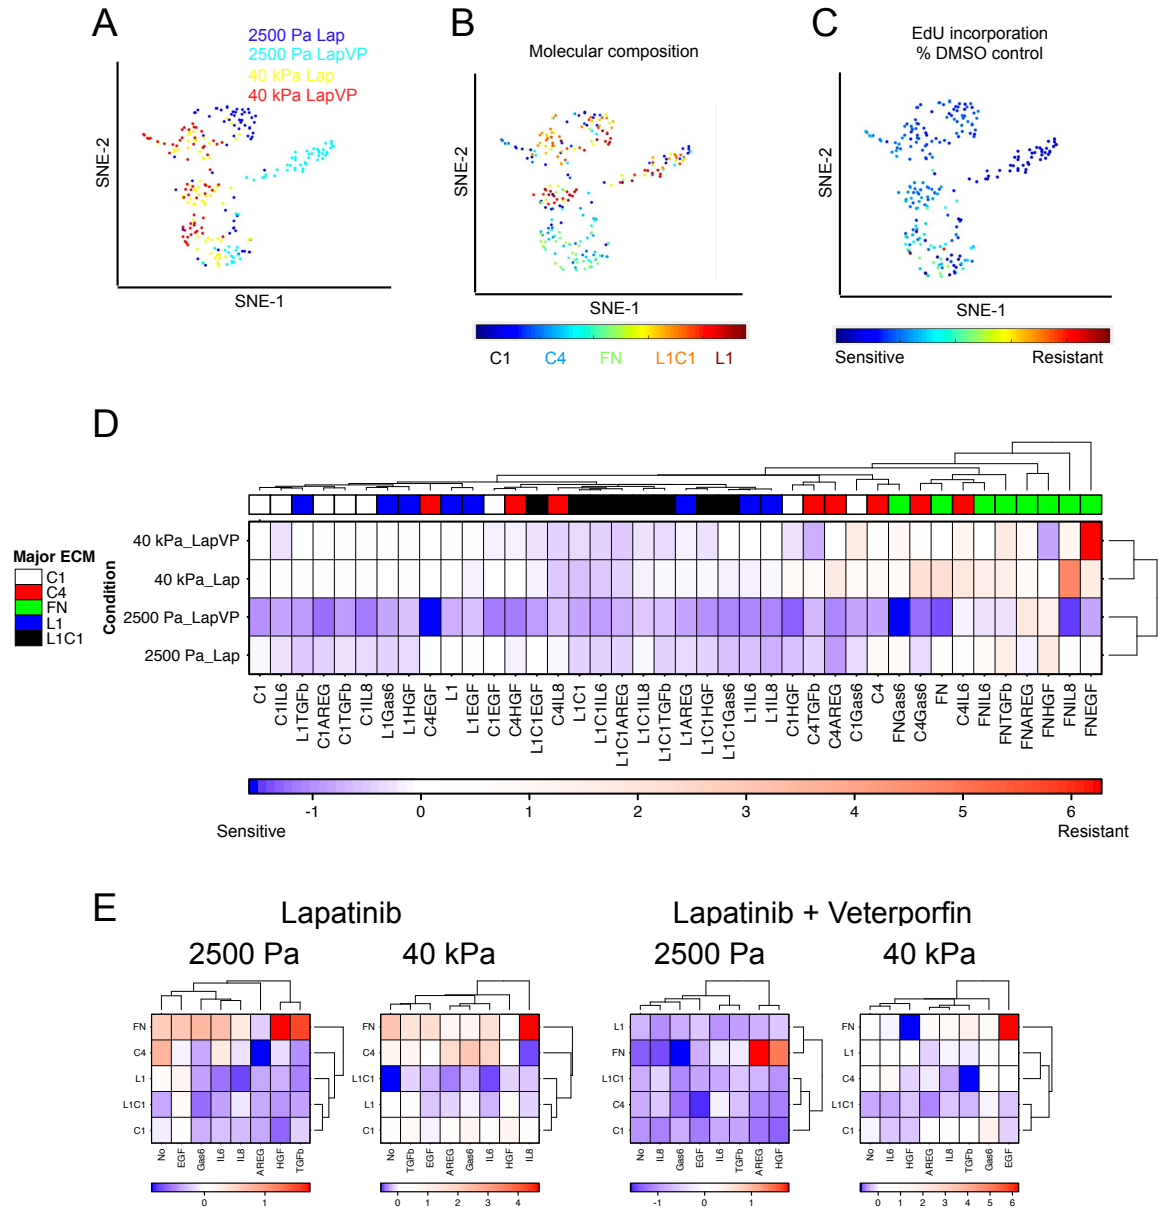 A
2500 Pa Lap
2500 Pa LapVP
40 kPa Lap
40 kPa LapVP
SNE-2
SNE-1
B
Molecular composition
SNE-2
SNE-1
C1 C4 FN L1C1 L1
C
EdU incorporation
% DMSO control
SNE-2
SNE-1
Sensitive Resistant
D
Major ECM
C1
C4
FN
L1
L1C1
Condition
40 kPa_LapVP
40 kPa_Lap
2500 Pa_LapVP
2500 Pa_Lap
C1 C1IL6 L1TGFb C1AREG C1TGFb C1IL8 L1Gas6 L1HGF C4EGF L1 L1EGF C1EGF C4HGF L1C1EGF C4IL8 L1C1 L1C1IL6 L1C1AREG L1C1IL8 L1C1TGFb L1AREG L1C1HGF L1C1Gas6 L1IL6 L1IL8 C1HGF C4TGFb C4AREG C1Gas6 C4 FNGas6 C4Gas6 FN C4IL6 FNIL6 FNTGFb FNAREG FNHGF FNIL8 FNEGF
-1 0 1 2 3 4 5 6
Sensitive Resistant
E
Lapatinib
2500 Pa 40 kPa
Lapatinib + Veterporfin
2500 Pa 40 kPa
FN
C4
L1
L1C1
C1
No EGF Gas6 IL6 IL8 AREG HGF TGFb
0 1
FN
C4
L1C1
L1
C1
No TGFb EGF AREG Gas6 IL6 HGF IL8
0 1 2 3 4
L1
FN
L1C1
C4
C1
No IL8 Gas6 EGF IL6 TGFb AREG HGF
-1 0 1
FN
L1
C4
L1C1
C1
No IL6 HGF AREG IL8 TGFb Gas6 EGF
0 1 2 3 4 5 6